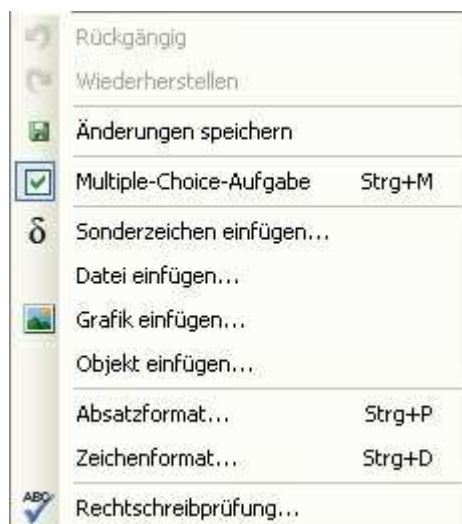 Rückgängig
Wiederherstellen
Änderungen speichern
Multiple-Choice-Aufgabe Strg+M
δ Sonderzeichen einfügen...
Datei einfügen...
Grafik einfügen...
Objekt einfügen...
Absatzformat... Strg+P
Zeichenformat... Strg+D
ABC Rechtschreibprüfung...